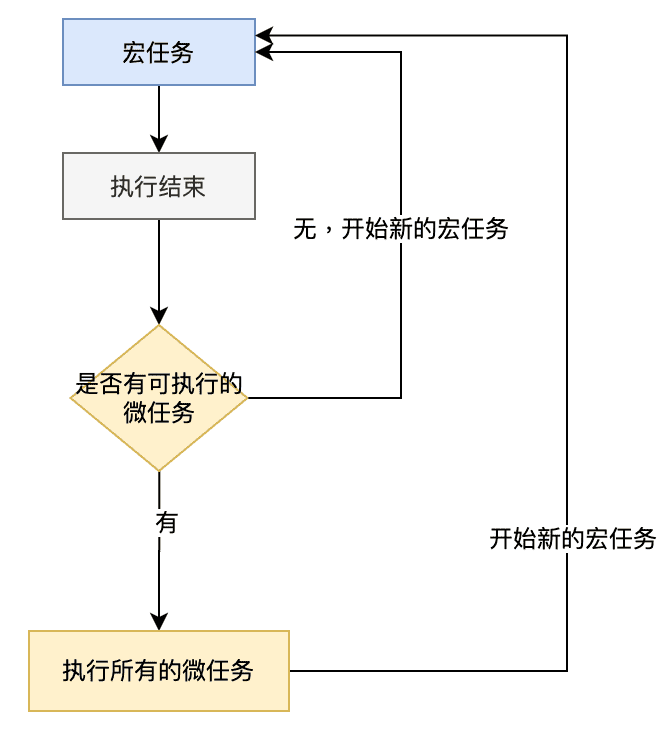 宏任务
执行结束
无，开始新的宏任务
是否有可执行的
微任务
有
开始新的宏任务
执行所有的微任务